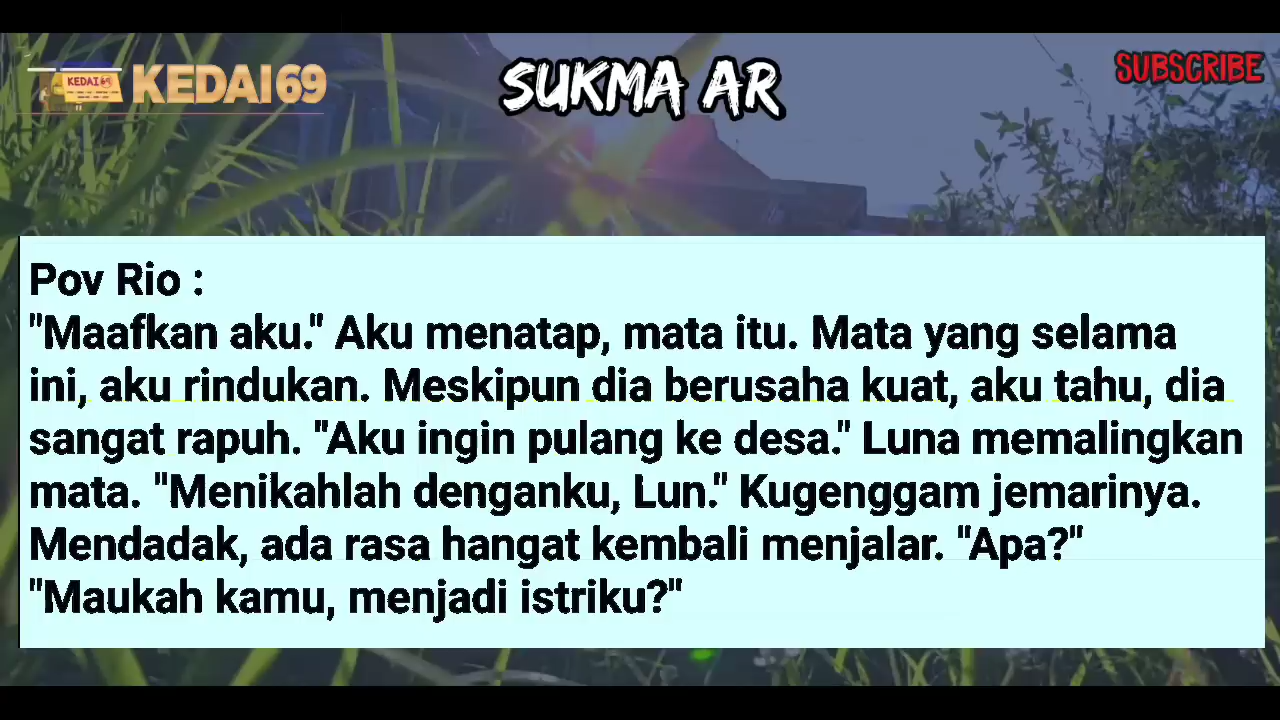 KEDAI69
KEDAI69
SUKMA AR
SUBSCRIBE
Pov Rio :
"Maafkan aku." Aku menatap, mata itu. Mata yang selama
ini, aku rindukan. Meskipun dia berusaha kuat, aku tahu, dia
sangat rapuh. "Aku ingin pulang ke desa." Luna memalingkan
mata. "Menikahlah denganku, Lun." Kugenggam jemarinya.
Mendadak, ada rasa hangat kembali menjalar. "Apa?"
"Maukah kamu, menjadi istriku?"